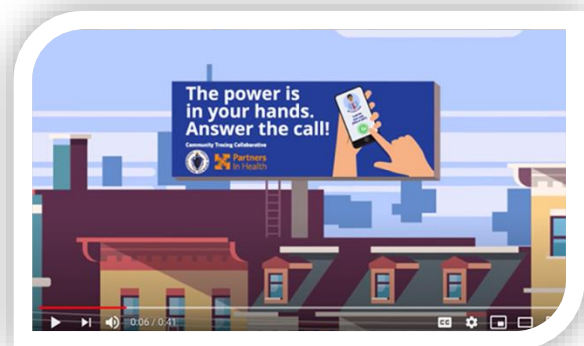 The power is
in your hands.
Answer the call!
Community Tracing Collaborative
Partners
In Health
0:06 / 0:41
CC